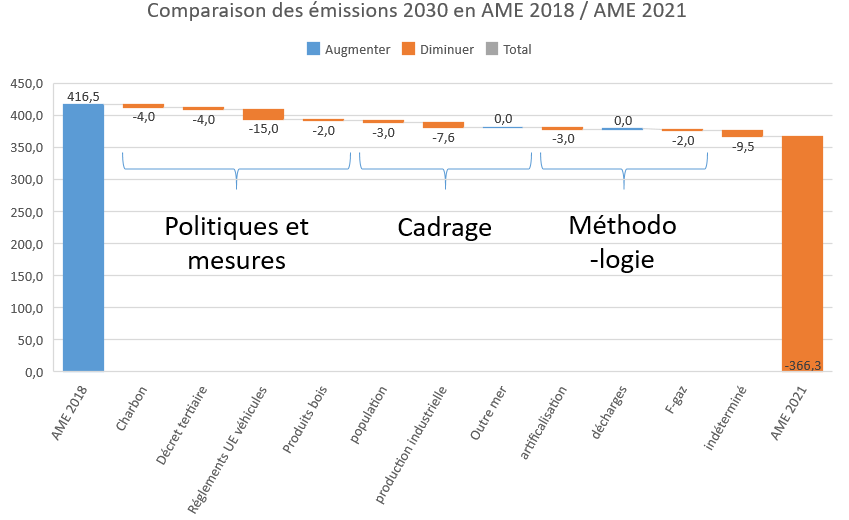 Comparaison des émissions 2030 en AME 2018 / AME 2021
Augmenter Diminuer Total
450,0
400,0
350,0
300,0
250,0
200,0
150,0
100,0
50,0
0,0
416,5
-4,0
-4,0
-15,0
-2,0
-3,0
-7,6
0,0
-3,0
0,0
-2,0
-9,5
-366,3
Politiques et
mesures
Cadrage
Méthodo
-logie
AME 2018
Charbon
Décret tertiaire
Réglements UE véhicules
Produits bois
population
production industrielle
Outre mer
artificalisation
décharges
F-gaz
indéterminé
AME 2021